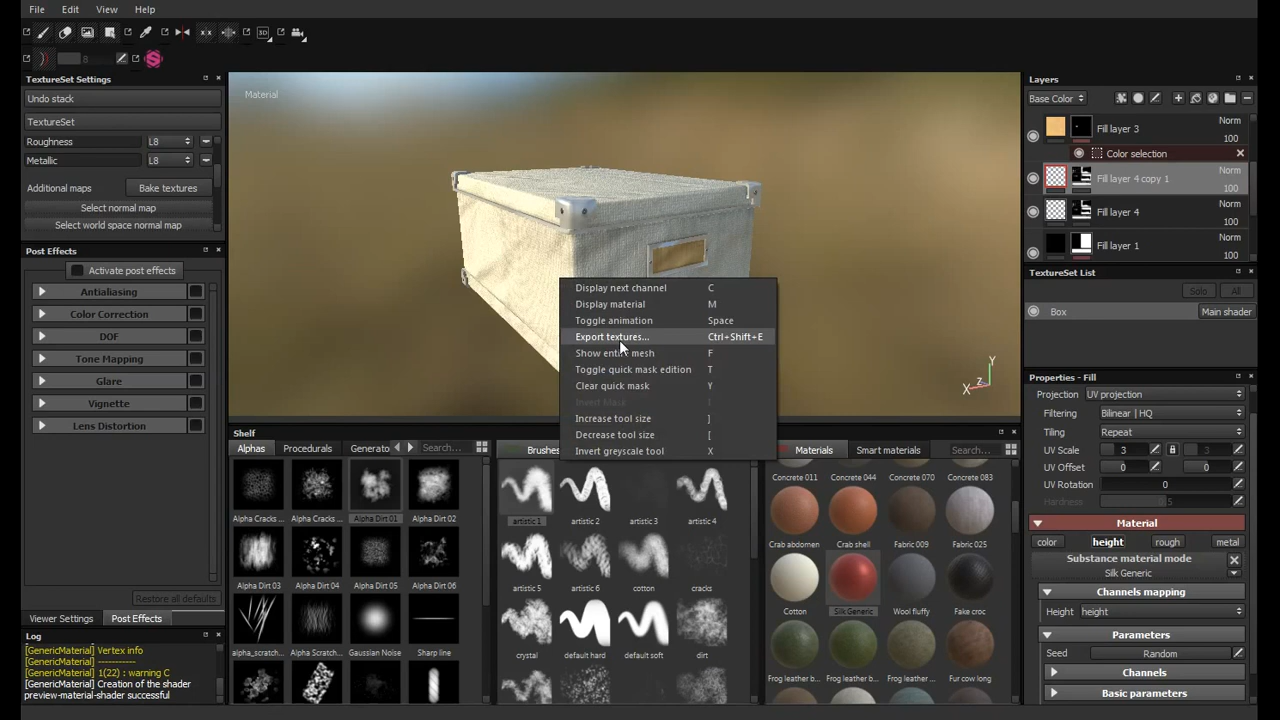 File Edit View Help
3D
8
TextureSet Settings
Undo stack
TextureSet
Roughness L8
Metallic L8
Additional maps Bake textures
Select normal map
Select world space normal map
Post Effects
Activate post effects
Antialiasing
Color Correction
DOF
Tone Mapping
Glare
Vignette
Lens Distortion
Restore all defaults
Viewer Settings Post Effects
Log
[GenericMaterial] Vertex info
[GenericMaterial] -----------
[GenericMaterial] 1(22) : warning C
[GenericMaterial] Creation of the shader
preview-material-shader successful
Material
Y
X Z
Display next channel C
Display material M
Toggle animation Space
Export textures... Ctrl+Shift+E
Show entire mesh F
Toggle quick mask edition T
Clear quick mask Y
Invert Mask I
Increase tool size ]
Decrease tool size [
Invert greyscale tool X
Shelf
Alphas Procedurals Generato Search...
Alpha Cracks ... Alpha Cracks ... Alpha Dirt 01 Alpha Dirt 02
Alpha Dirt 03 Alpha Dirt 04 Alpha Dirt 05 Alpha Dirt 06
alpha_scratch... Alpha Scratch... Gaussian Noise Sharp line
Brushes
artistic 1 artistic 2 artistic 3 artistic 4
artistic 5 artistic 6 cotton cracks
crystal default hard default soft dirt
Materials Smart materials Search...
Concrete 011 Concrete 044 Concrete 070 Concrete 083
Crab abdomen Crab shell Fabric 009 Fabric 025
Cotton Silk Generic Wool fluffy Fake croc
Frog leather b... Frog leather b... Frog leather b... Fur cow long
Layers
Base Color
Fill layer 3 Norm 100
Color selection
Fill layer 4 copy 1 Norm 100
Fill layer 4 Norm 100
Fill layer 1 Norm 100
TextureSet List
Solo All
Box Main shader
Properties - Fill
Projection UV projection
Filtering Bilinear | HQ
Tiling Repeat
UV Scale 3 3
UV Offset 0 0
UV Rotation 0
Hardness 0.5
Material
color height rough metal
Substance material mode
Silk Generic
Channels mapping
Height height
Parameters
Seed Random
Channels
Basic parameters